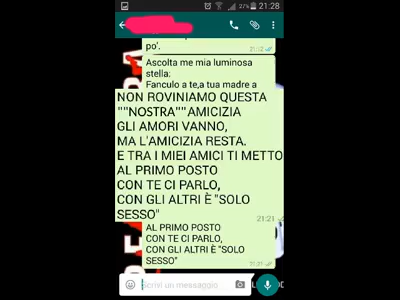 21:28
27%
po'.
21:12
Ascolta me mia luminosa
stella:
Fanculo a te,a tua madre a
NON ROVINIAMO QUESTA
""NOSTRA"" AMICIZIA
GLI AMORI VANNO,
MA L'AMICIZIA RESTA.
E TRA I MIEI AMICI TI METTO
AL PRIMO POSTO
CON TE CI PARLO,
CON GLI ALTRI È "SOLO
SESSO"
21:21
AL PRIMO POSTO
CON TE CI PARLO,
CON GLI ALTRI È "SOLO
SESSO"
21:21
Scrivi un messaggio